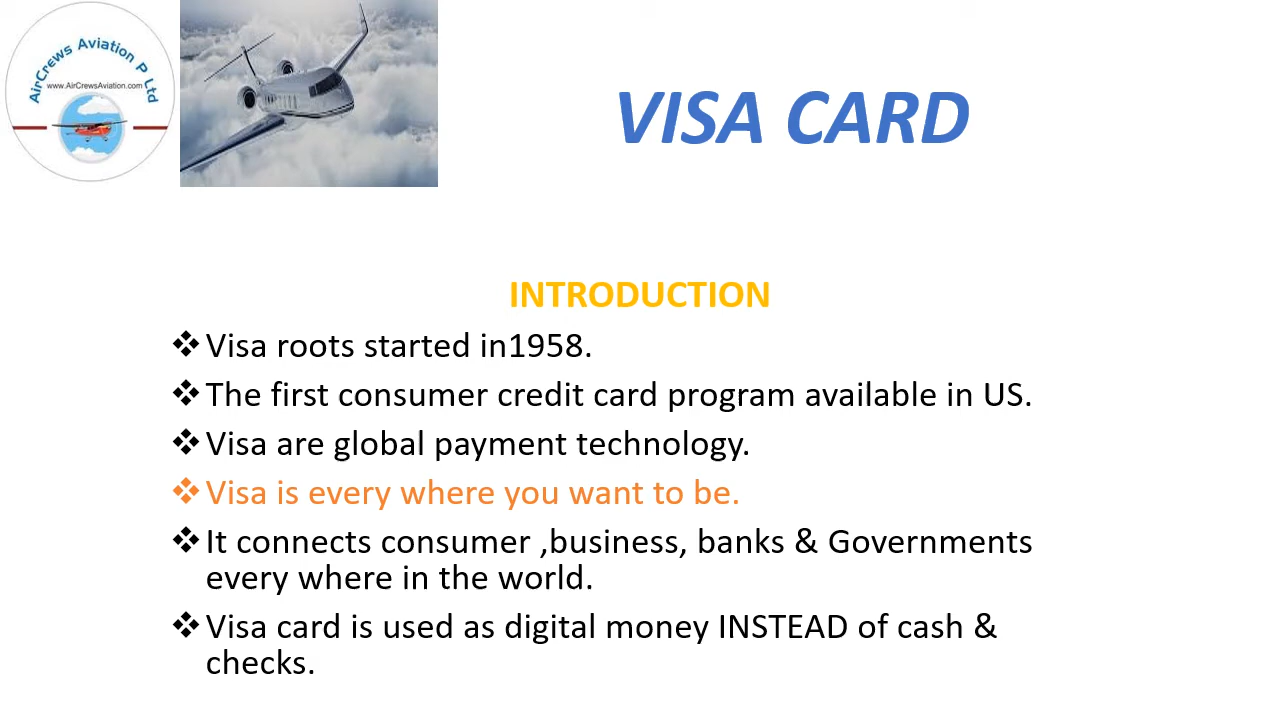 AirCrews Aviation P Ltd
www.AirCrewsAviation.com
VISA CARD
INTRODUCTION
❖Visa roots started in1958.
❖The first consumer credit card program available in US.
❖Visa are global payment technology.
❖Visa is every where you want to be.
❖It connects consumer ,business, banks & Governments
every where in the world.
❖Visa card is used as digital money INSTEAD of cash &
checks.